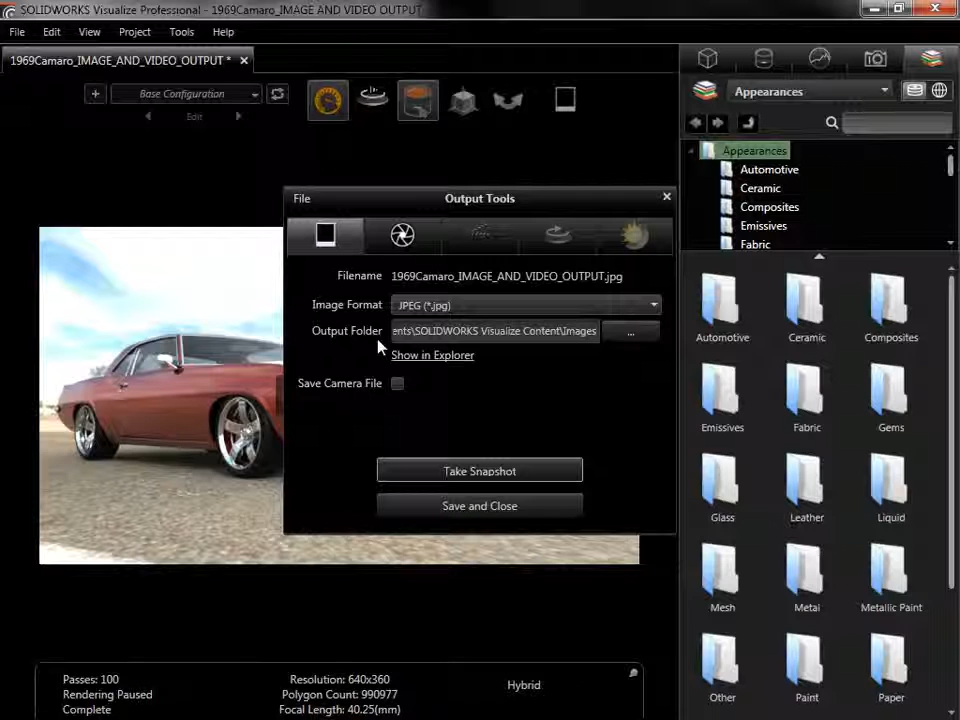 SOLIDWORKS Visualize Professional - 1969Camaro_IMAGE AND VIDEO OUTPUT
File Edit View Project Tools Help
1969Camaro_IMAGE_AND_VIDEO_OUTPUT *
Base Configuration
Edit
Appearances
Appearances
Automotive
Ceramic
Composites
Emissives
Fabric
File
Output Tools
Filename 1969Camaro_IMAGE_AND_VIDEO_OUTPUT.jpg
Image Format JPEG (*.jpg)
Output Folder ents\SOLIDWORKS Visualize Content\Images ...
Show in Explorer
Save Camera File
Take Snapshot
Save and Close
Automotive Ceramic Composites
Emissives Fabric Gems
Glass Leather Liquid
Mesh Metal Metallic Paint
Other Paint Paper
Passes: 100
Rendering Paused
Complete
Resolution: 640x360
Polygon Count: 990977
Focal Length: 40.25(mm)
Hybrid